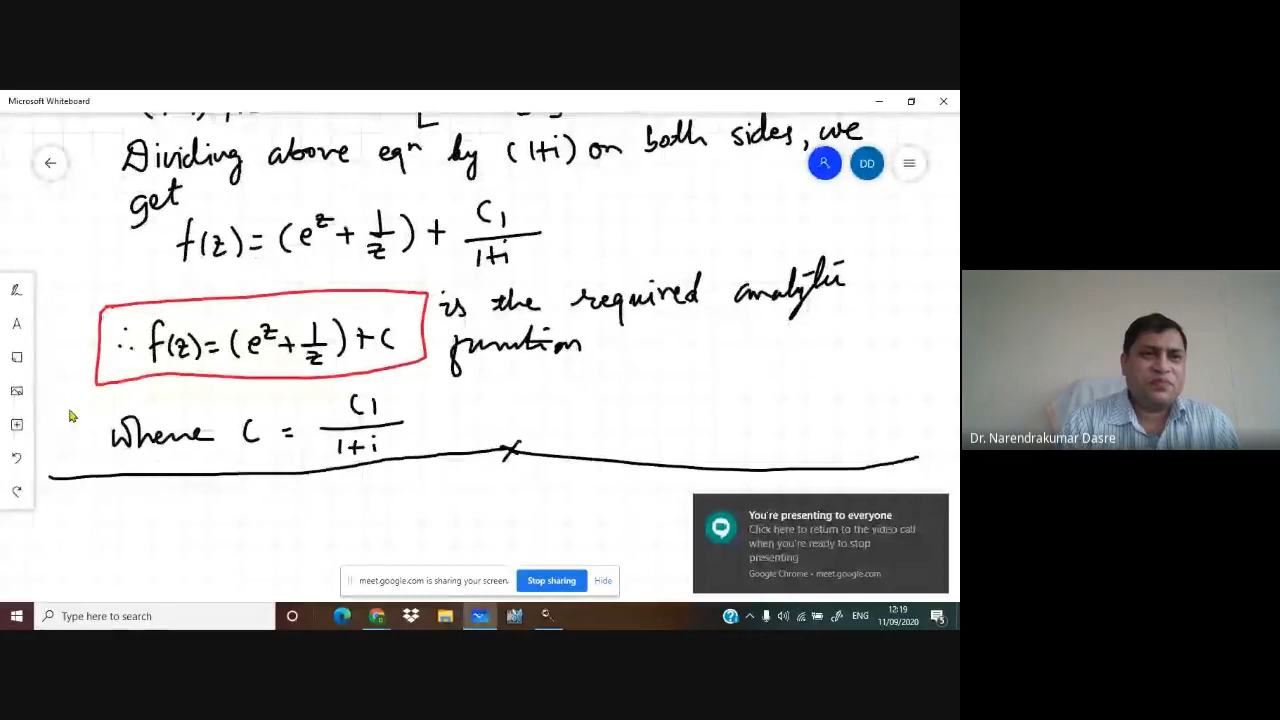 Microsoft Whiteboard
Dividing above eqn by (1+i) on both sides, we
get
f(z) = (e^z + 1/z) + C1/1+i
DD
∴ f(z) = (e^z + 1/z) + C is the required analytic
function
where C = C1/1+i
Dr. Narendrakumar Dasre
You're presenting to everyone
Click here to return to the video call
when you're ready to stop
presenting
Google Chrome • meet.google.com
meet.google.com is sharing your screen.
Stop sharing
Hide
Type here to search
ENG
12:19
11/09/2020